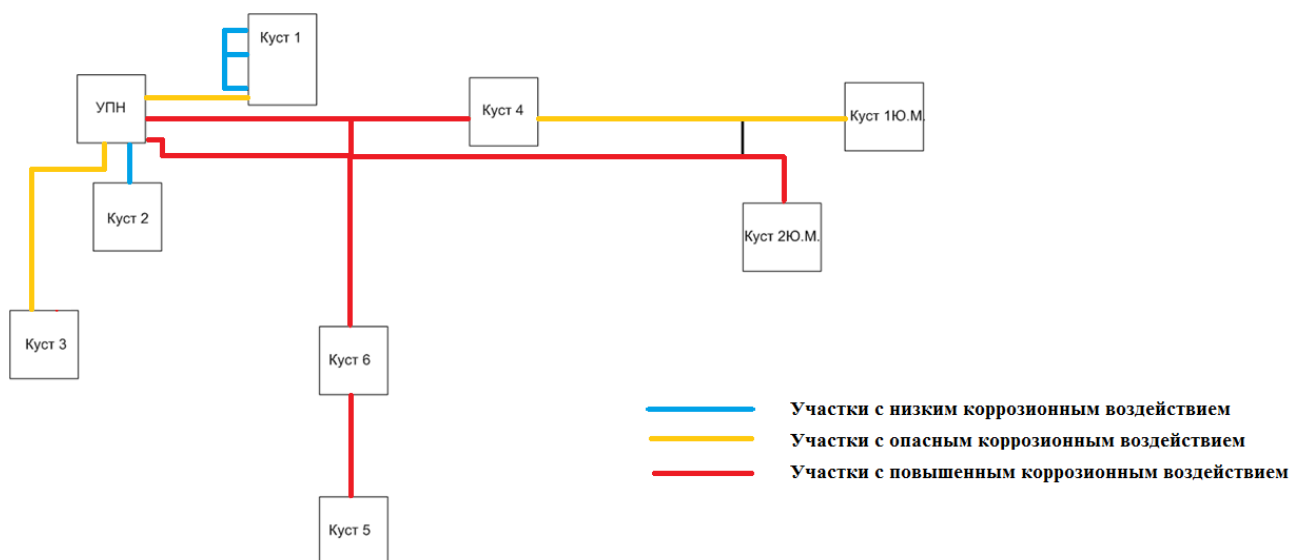 Куст 1
УПН
Куст 4
Куст 1Ю.М.
Куст 2
Куст 2Ю.М.
Куст 3
Куст 6
Участки с низким коррозионным воздействием
Участки с опасным коррозионным воздействием
Участки с повышенным коррозионным воздействием
Куст 5